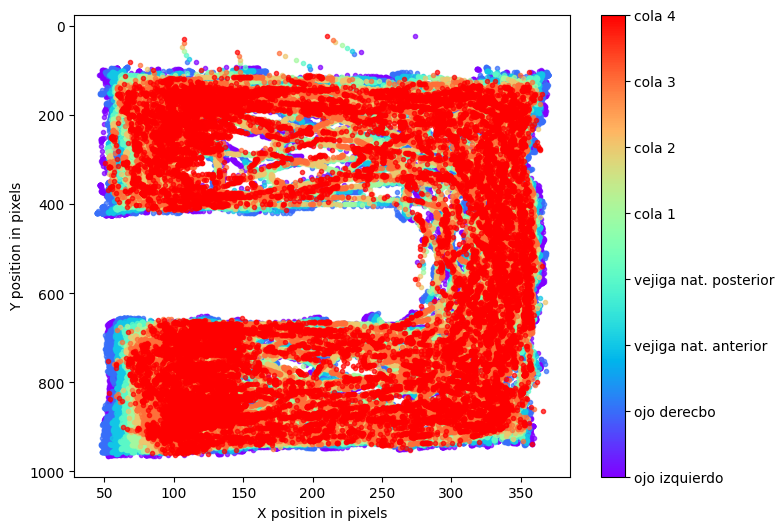 0
200
400
600
800
1000
Y position in pixels
50
100
150
200
250
300
350
X position in pixels
cola 4
cola 3
cola 2
cola 1
vejiga nat. posterior
vejiga nat. anterior
ojo derecbo
ojo izquierdo